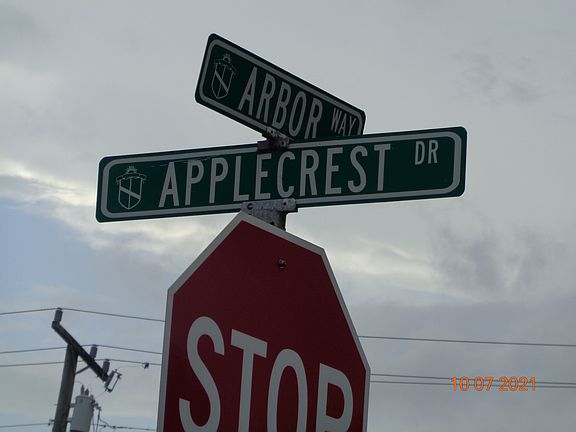 ARBOR WAY
APPLECREST DR
STOP
10 07 2021